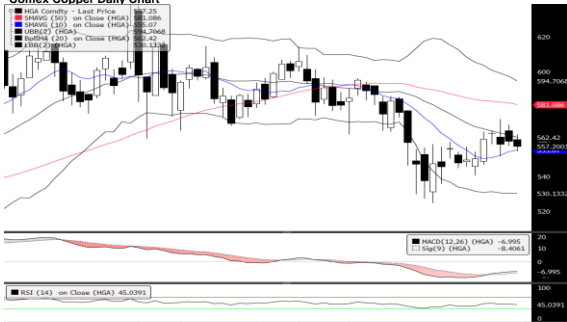 Comex Copper Daily Chart
HGA Comdty - Last Price 557.25
SMAVG (50) on Close (HGA) 581.086
SMAVG (10) on Close (HGA) 555.07
UBB(2) (HGA) 594.7068
BollMA (20) on Close (HGA) 562.42
LBB(2) (HGA) 530.1332
620
600
594.7068
581.086
562.42
557.2001
530.1332
520
MACD(12,26) (HGA) -6.995
Sig(9) (HGA) -8.4061
20
10
0
-6.995
RSI (14) on Close (HGA) 45.0391
100
45.0391
0